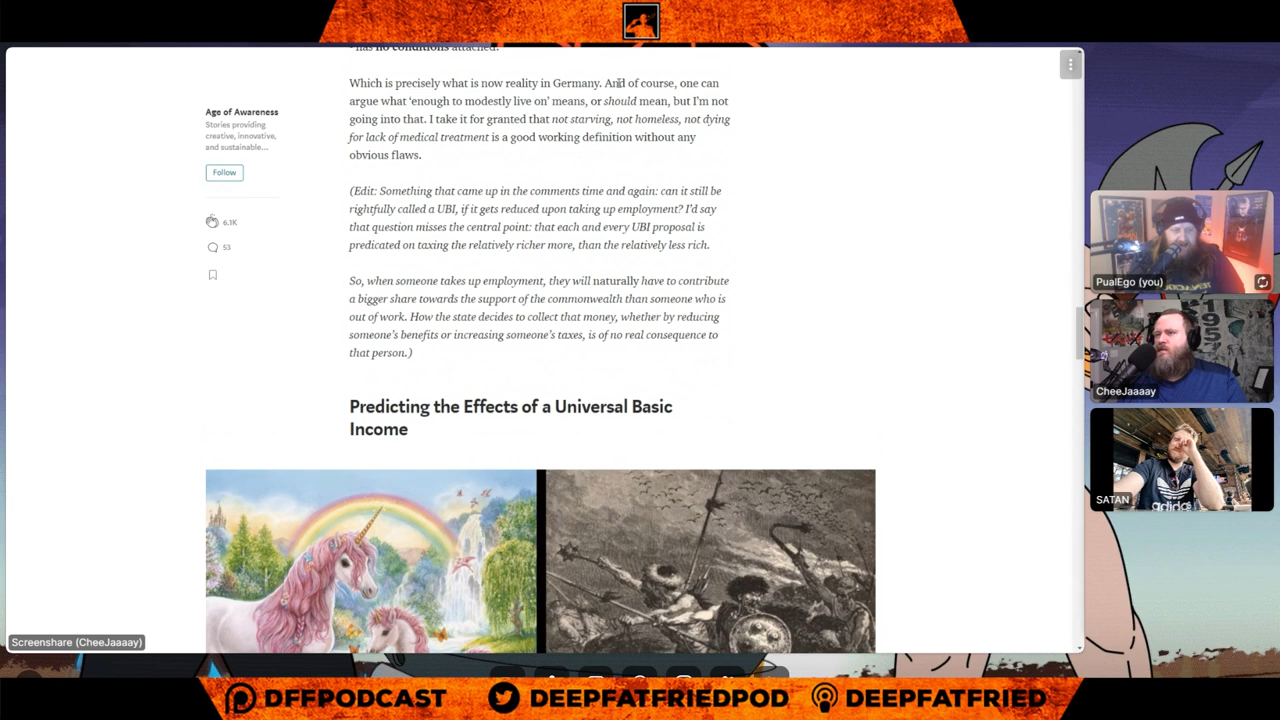 has no conditions attached.
Which is precisely what is now reality in Germany. And of course, one can
argue what ‘enough to modestly live on’ means, or should mean, but I’m not
going into that. I take it for granted that not starving, not homeless, not dying
for lack of medical treatment is a good working definition without any
obvious flaws.
Age of Awareness
Stories providing
creative, innovative,
and sustainable...
Follow
6.1K
53
(Edit: Something that came up in the comments time and again: can it still be
rightfully called a UBI, if it gets reduced upon taking up employment? I’d say
that question misses the central point: that each and every UBI proposal is
predicated on taxing the relatively richer more, than the relatively less rich.
So, when someone takes up employment, they will naturally have to contribute
a bigger share towards the support of the commonwealth than someone who is
out of work. How the state decides to collect that money, whether by reducing
someone’s benefits or increasing someone’s taxes, is of no real consequence to
that person.)
Predicting the Effects of a Universal Basic
Income
Screenshare (CheeJaaaay)
PualEgo (you)
CheeJaaaay
SATAN
adidas
DFFPODCAST
DEEPFATFRIEDPOD
DEEPFATFRIED